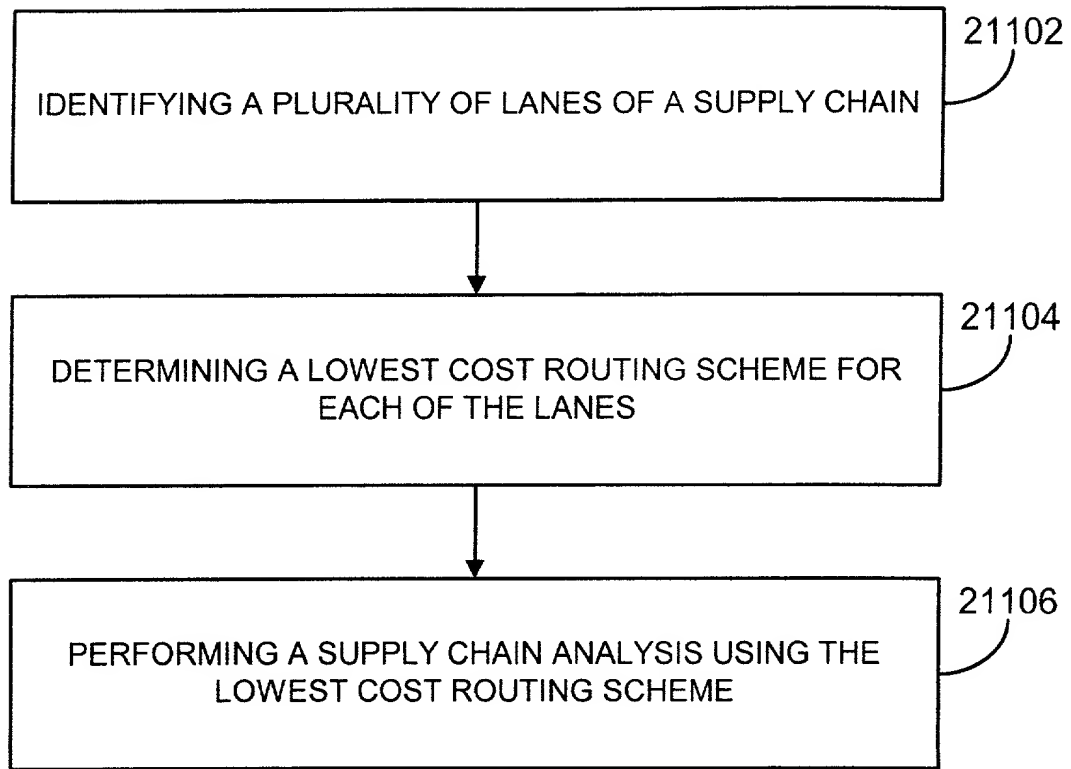 21102
IDENTIFYING A PLURALITY OF LANES OF A SUPPLY CHAIN
21104
DETERMINING A LOWEST COST ROUTING SCHEME FOR
EACH OF THE LANES
21106
PERFORMING A SUPPLY CHAIN ANALYSIS USING THE
LOWEST COST ROUTING SCHEME